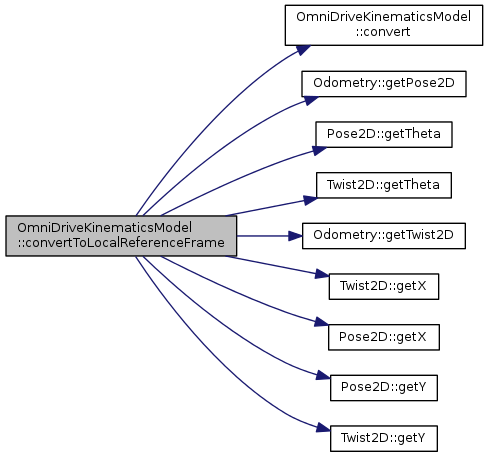 OmniDriveKinematicsModel
::convertToLocalReferenceFrame
OmniDriveKinematicsModel
::convert
Odometry::getPose2D
Pose2D::getTheta
Twist2D::getTheta
Odometry::getTwist2D
Twist2D::getX
Pose2D::getX
Pose2D::getY
Twist2D::getY